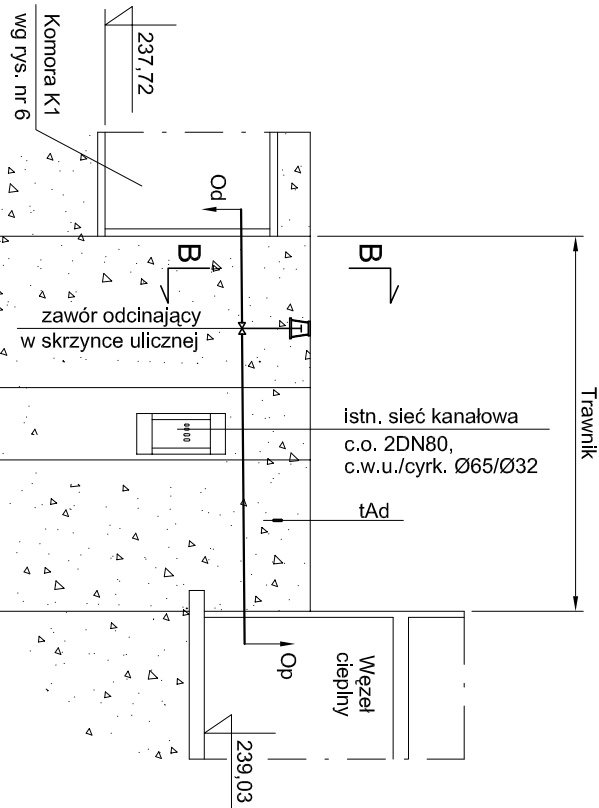 237,72
Komora K1
wg rys. nr 6
Od
B
B
zawór odcinający
w skrzynce ulicznej
Trawnik
istn. sieć kanałowa
c.o. 2DN80,
c.w.u./cyrk. Ø65/Ø32
tAd
Op
Węzeł
cieplny
239,03